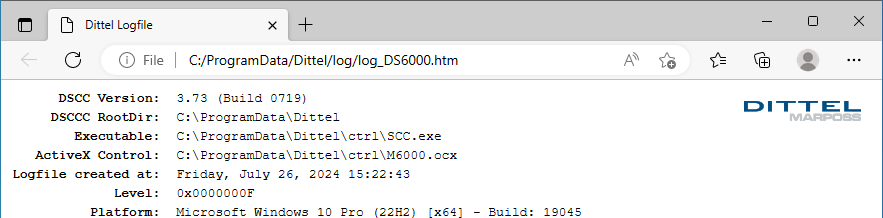 Dittel Logfile
File C:/ProgramData/Dittel/log/log_DS6000.htm
DSCC Version: 3.73 (Build 0719)
DITTEL
MARPOSS
DSCCC RootDir: C:\ProgramData\Dittel
Executable: C:\ProgramData\Dittel\ctrl\SCC.exe
ActiveX Control: C:\ProgramData\Dittel\ctrl\M6000.ocx
Logfile created at: Friday, July 26, 2024 15:22:43
Level: 0x0000000F
Platform: Microsoft Windows 10 Pro (22H2) [x64] - Build: 19045